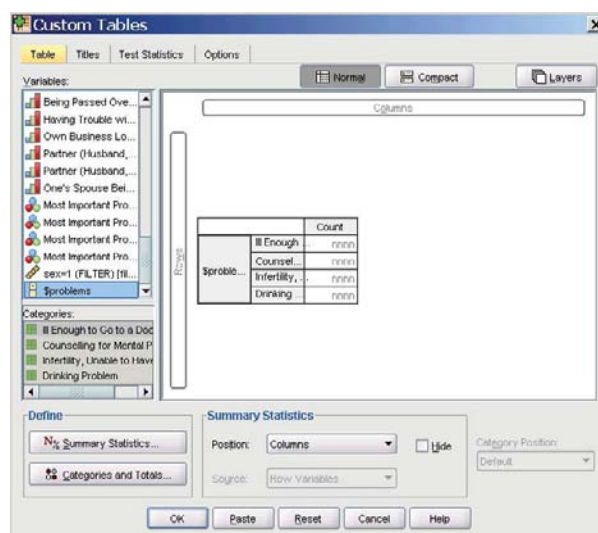 Custom Tables
Table Titles Test Statistics Options
Variables:
Normal Compact Layers
Being Passed Ove...
Having Trouble wi...
Own Business Lo...
Partner (Husband,...
Partner (Husband,...
One's Spouse Bei...
Most Important Pro...
Most Important Pro...
Most Important Pro...
Most Important Pro...
sex=1 (FILTER) [fil...
$problems
Columns
Rows
Count
$proble...
Ill Enough ... nnnn
Counsel... nnnn
Infertility, ... nnnn
Drinking ... nnnn
Categories:
Ill Enough to Go to a Doc
Counselling for Mental P
Infertility, Unable to Have
Drinking Problem
Define
N% Summary Statistics...
Categories and Totals...
Summary Statistics
Position: Columns Hide
Source: Row Variables
Category Position:
Default
OK Paste Reset Cancel Help